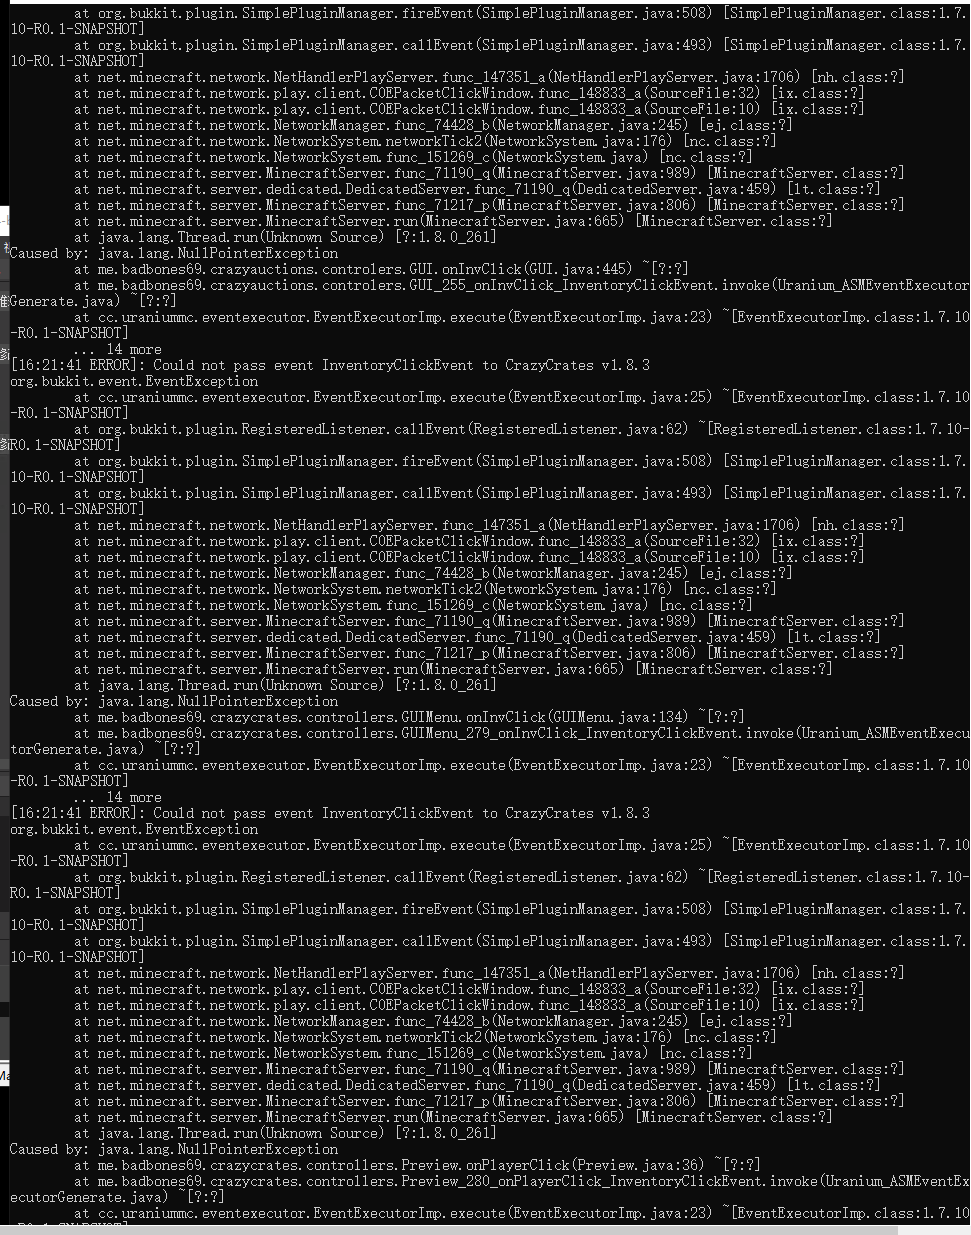 at org.bukkit.plugin.SimplePluginManager.fireEvent(SimplePluginManager.java:508) [SimplePluginManager.class:1.7.
10-R0.1-SNAPSHOT]
at org.bukkit.plugin.SimplePluginManager.callEvent(SimplePluginManager.java:493) [SimplePluginManager.class:1.7.
10-R0.1-SNAPSHOT]
at net.minecraft.network.NetHandlerPlayServer.func_147351_a(NetHandlerPlayServer.java:1706) [nh.class:?]
at net.minecraft.network.play.client.C0EPacketClickWindow.func_148833_a(SourceFile:32) [ix.class:?]
at net.minecraft.network.play.client.C0EPacketClickWindow.func_148833_a(SourceFile:10) [ix.class:?]
at net.minecraft.network.NetworkManager.func_74428_b(NetworkManager.java:245) [ej.class:?]
at net.minecraft.network.NetworkSystem.networkTick2(NetworkSystem.java:176) [nc.class:?]
at net.minecraft.network.NetworkSystem.func_151269_c(NetworkSystem.java) [nc.class:?]
at net.minecraft.server.MinecraftServer.func_71190_q(MinecraftServer.java:989) [MinecraftServer.class:?]
at net.minecraft.server.dedicated.DedicatedServer.func_71190_q(DedicatedServer.java:459) [lt.class:?]
at net.minecraft.server.MinecraftServer.func_71217_p(MinecraftServer.java:806) [MinecraftServer.class:?]
at net.minecraft.server.MinecraftServer.run(MinecraftServer.java:665) [MinecraftServer.class:?]
at java.lang.Thread.run(Unknown Source) [?:1.8.0_261]
Caused by: java.lang.NullPointerException
at me.badbones69.crazyauctions.controlers.GUI.onInvClick(GUI.java:445) ~[?:?]
at me.badbones69.crazyauctions.controlers.GUI_255_onInvClick_InventoryClickEvent.invoke(Uranium_ASMEventExecutor
Generate.java) ~[?:?]
at cc.uraniummc.eventexecutor.EventExecutorImp.execute(EventExecutorImp.java:23) ~[EventExecutorImp.class:1.7.10
-R0.1-SNAPSHOT]
... 14 more
[16:21:41 ERROR]: Could not pass event InventoryClickEvent to CrazyCrates v1.8.3
org.bukkit.event.EventException
at cc.uraniummc.eventexecutor.EventExecutorImp.execute(EventExecutorImp.java:25) ~[EventExecutorImp.class:1.7.10
-R0.1-SNAPSHOT]
at org.bukkit.plugin.RegisteredListener.callEvent(RegisteredListener.java:62) ~[RegisteredListener.class:1.7.10-
R0.1-SNAPSHOT]
at org.bukkit.plugin.SimplePluginManager.fireEvent(SimplePluginManager.java:508) [SimplePluginManager.class:1.7.
10-R0.1-SNAPSHOT]
at org.bukkit.plugin.SimplePluginManager.callEvent(SimplePluginManager.java:493) [SimplePluginManager.class:1.7.
10-R0.1-SNAPSHOT]
at net.minecraft.network.NetHandlerPlayServer.func_147351_a(NetHandlerPlayServer.java:1706) [nh.class:?]
at net.minecraft.network.play.client.C0EPacketClickWindow.func_148833_a(SourceFile:32) [ix.class:?]
at net.minecraft.network.play.client.C0EPacketClickWindow.func_148833_a(SourceFile:10) [ix.class:?]
at net.minecraft.network.NetworkManager.func_74428_b(NetworkManager.java:245) [ej.class:?]
at net.minecraft.network.NetworkSystem.networkTick2(NetworkSystem.java:176) [nc.class:?]
at net.minecraft.network.NetworkSystem.func_151269_c(NetworkSystem.java) [nc.class:?]
at net.minecraft.server.MinecraftServer.func_71190_q(MinecraftServer.java:989) [MinecraftServer.class:?]
at net.minecraft.server.dedicated.DedicatedServer.func_71190_q(DedicatedServer.java:459) [lt.class:?]
at net.minecraft.server.MinecraftServer.func_71217_p(MinecraftServer.java:806) [MinecraftServer.class:?]
at net.minecraft.server.MinecraftServer.run(MinecraftServer.java:665) [MinecraftServer.class:?]
at java.lang.Thread.run(Unknown Source) [?:1.8.0_261]
Caused by: java.lang.NullPointerException
at me.badbones69.crazycrates.controllers.GUIMenu.onInvClick(GUIMenu.java:134) ~[?:?]
at me.badbones69.crazycrates.controllers.GUIMenu_279_onInvClick_InventoryClickEvent.invoke(Uranium_ASMEventExecu
torGenerate.java) ~[?:?]
at cc.uraniummc.eventexecutor.EventExecutorImp.execute(EventExecutorImp.java:23) ~[EventExecutorImp.class:1.7.10
-R0.1-SNAPSHOT]
... 14 more
[16:21:41 ERROR]: Could not pass event InventoryClickEvent to CrazyCrates v1.8.3
org.bukkit.event.EventException
at cc.uraniummc.eventexecutor.EventExecutorImp.execute(EventExecutorImp.java:25) ~[EventExecutorImp.class:1.7.10
-R0.1-SNAPSHOT]
at org.bukkit.plugin.RegisteredListener.callEvent(RegisteredListener.java:62) ~[RegisteredListener.class:1.7.10-
R0.1-SNAPSHOT]
at org.bukkit.plugin.SimplePluginManager.fireEvent(SimplePluginManager.java:508) [SimplePluginManager.class:1.7.
10-R0.1-SNAPSHOT]
at org.bukkit.plugin.SimplePluginManager.callEvent(SimplePluginManager.java:493) [SimplePluginManager.class:1.7.
10-R0.1-SNAPSHOT]
at net.minecraft.network.NetHandlerPlayServer.func_147351_a(NetHandlerPlayServer.java:1706) [nh.class:?]
at net.minecraft.network.play.client.C0EPacketClickWindow.func_148833_a(SourceFile:32) [ix.class:?]
at net.minecraft.network.play.client.C0EPacketClickWindow.func_148833_a(SourceFile:10) [ix.class:?]
at net.minecraft.network.NetworkManager.func_74428_b(NetworkManager.java:245) [ej.class:?]
at net.minecraft.network.NetworkSystem.networkTick2(NetworkSystem.java:176) [nc.class:?]
at net.minecraft.network.NetworkSystem.func_151269_c(NetworkSystem.java) [nc.class:?]
at net.minecraft.server.MinecraftServer.func_71190_q(MinecraftServer.java:989) [MinecraftServer.class:?]
at net.minecraft.server.dedicated.DedicatedServer.func_71190_q(DedicatedServer.java:459) [lt.class:?]
at net.minecraft.server.MinecraftServer.func_71217_p(MinecraftServer.java:806) [MinecraftServer.class:?]
at net.minecraft.server.MinecraftServer.run(MinecraftServer.java:665) [MinecraftServer.class:?]
at java.lang.Thread.run(Unknown Source) [?:1.8.0_261]
Caused by: java.lang.NullPointerException
at me.badbones69.crazycrates.controllers.Preview.onPlayerClick(Preview.java:36) ~[?:?]
at me.badbones69.crazycrates.controllers.Preview_280_onPlayerClick_InventoryClickEvent.invoke(Uranium_ASMEventEx
ecutorGenerate.java) ~[?:?]
at cc.uraniummc.eventexecutor.EventExecutorImp.execute(EventExecutorImp.java:23) ~[EventExecutorImp.class:1.7.10
-R0.1-SNAPSHOT]